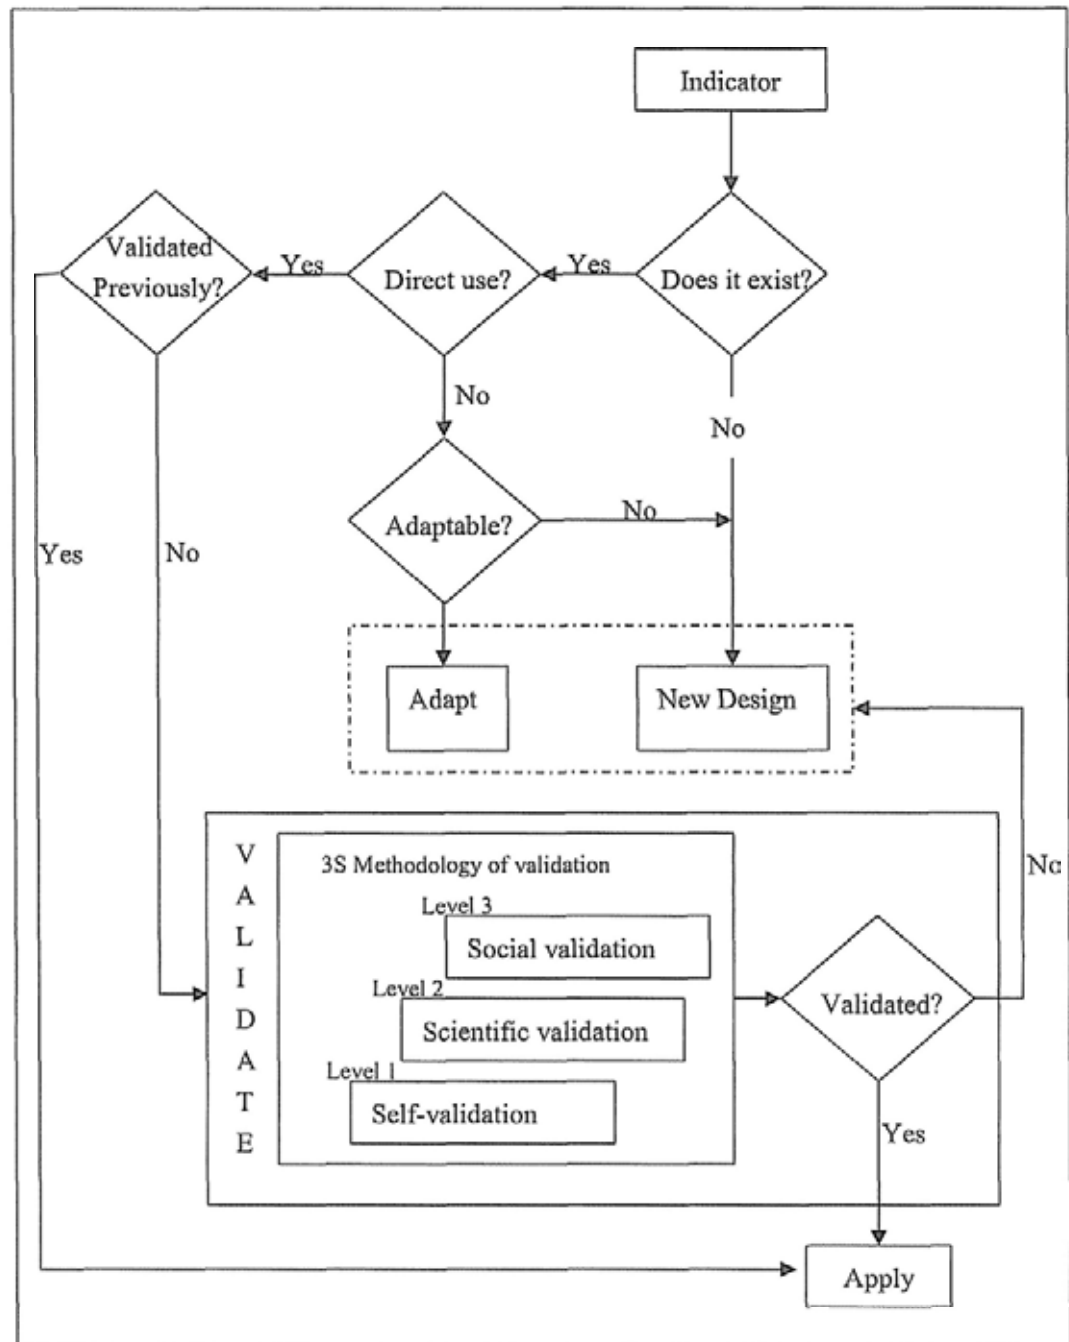 Indicator
Validated
Previously?
Yes
Direct use?
Yes
Does it exist?
No
No
Adaptable?
No
Yes
No
Adapt
New Design
VALIDATE
3S Methodology of validation
Level 3
Social validation
Level 2
Scientific validation
Level 1
Self-validation
Validated?
No
Yes
Apply